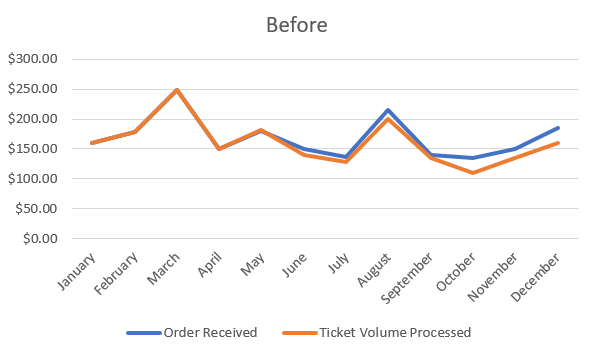 Before
$300.00
$250.00
$200.00
$150.00
$100.00
$50.00
$0.00
January
February
March
April
May
June
July
August
September
October
November
December
Order Received
Ticket Volume Processed